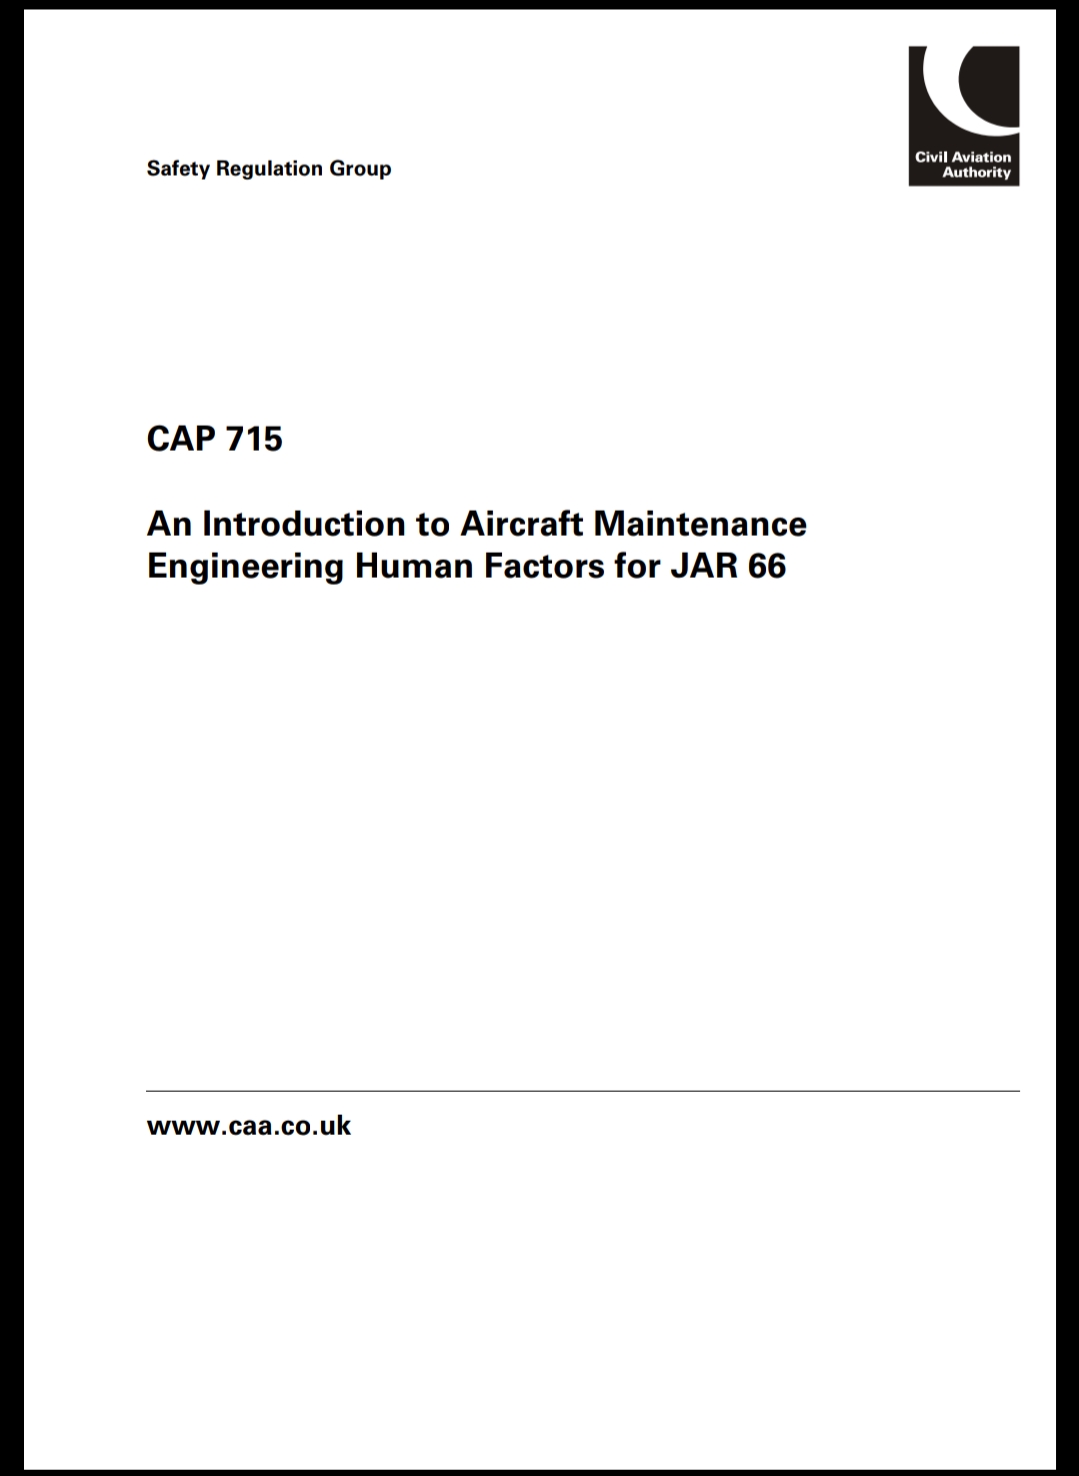 Civil Aviation
Authority
Safety Regulation Group
CAP 715
An Introduction to Aircraft Maintenance
Engineering Human Factors for JAR 66
www.caa.co.uk